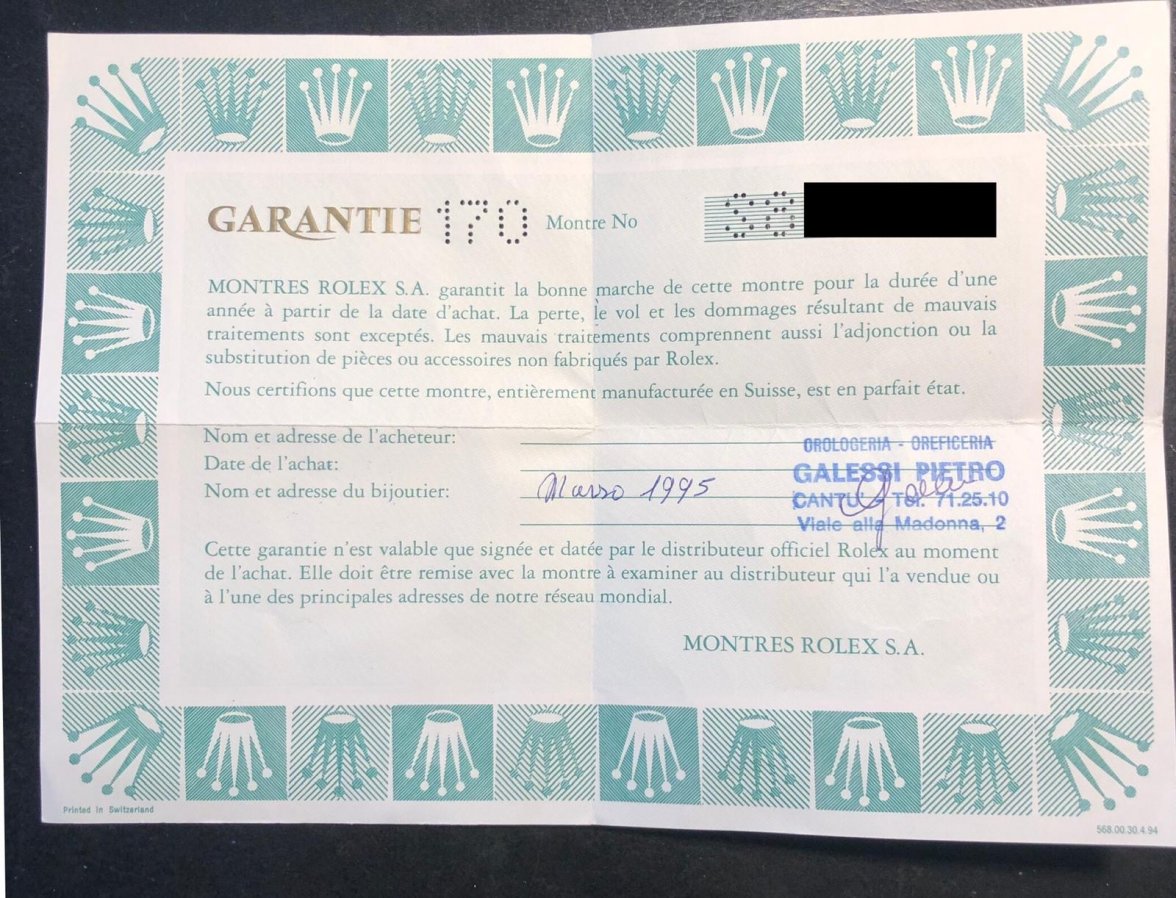 GARANTIE 170 Montre No S8
MONTRES ROLEX S.A. garantit la bonne marche de cette montre pour la durée d'une
année à partir de la date d'achat. La perte, le vol et les dommages résultant de mauvais
traitements sont exceptés. Les mauvais traitements comprennent aussi l'adjonction ou la
substitution de pièces ou accessoires non fabriqués par Rolex.
Nous certifions que cette montre, entièrement manufacturée en Suisse, est en parfait état.
Nom et adresse de l'acheteur:
Date de l'achat:
Nom et adresse du bijoutier:
Marzo 1995
OROLOGERIA - OREFICERIA
GALESSI PIETRO
CANTU' - Tel. 71.25.10
Viale alla Madonna, 2
Cette garantie n'est valable que signée et datée par le distributeur officiel Rolex au moment
de l'achat. Elle doit être remise avec la montre à examiner au distributeur qui l'a vendue ou
à l'une des principales adresses de notre réseau mondial.
MONTRES ROLEX S.A.
Printed in Switzerland
568.00.30.4.94